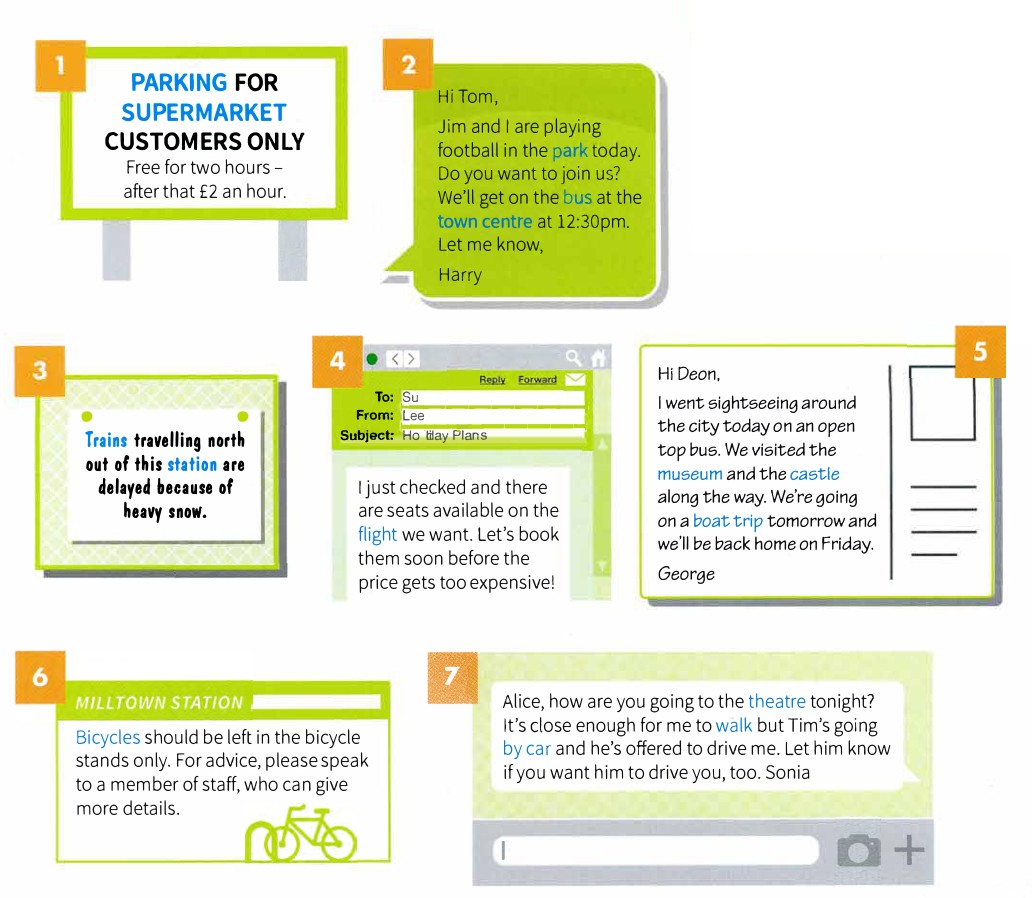 1
PARKING FOR
SUPERMARKET
CUSTOMERS ONLY
Free for two hours –
after that £2 an hour.
2
Hi Tom,
Jim and I are playing
football in the park today.
Do you want to join us?
We'll get on the bus at the
town centre at 12:30pm.
Let me know,
Harry
3
Trains travelling north
out of this station are
delayed because of
heavy snow.
4
Reply Forward
To: Su
From: Lee
Subject: Ho liday Plans
I just checked and there
are seats available on the
flight we want. Let's book
them soon before the
price gets too expensive!
5
Hi Deon,
I went sightseeing around
the city today on an open
top bus. We visited the
museum and the castle
along the way. We're going
on a boat trip tomorrow and
we'll be back home on Friday.
George
6
MILLTOWN STATION
Bicycles should be left in the bicycle
stands only. For advice, please speak
to a member of staff, who can give
more details.
7
Alice, how are you going to the theatre tonight?
It's close enough for me to walk but Tim's going
by car and he's offered to drive me. Let him know
if you want him to drive you, too. Sonia